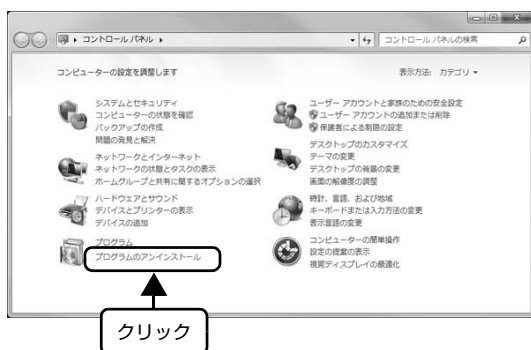 コントロール パネル
コントロール パネルの検索
コンピューターの設定を調整します
表示方法: カテゴリ
システムとセキュリティ
コンピューターの状態を確認
バックアップの作成
問題の発見と解決
ネットワークとインターネット
ネットワークの状態とタスクの表示
ホームグループと共有に関するオプションの選択
ハードウェアとサウンド
デバイスとプリンターの表示
デバイスの追加
プログラム
プログラムのアンインストール
ユーザー アカウントと家族のための安全設定
ユーザー アカウントの追加または削除
保護者による制限の設定
デスクトップのカスタマイズ
テーマの変更
デスクトップの背景の変更
画面の解像度の調整
時計、言語、および地域
キーボードまたは入力方法の変更
表示言語の変更
コンピューターの簡単操作
設定の提案の表示
視覚ディスプレイの最適化
クリック